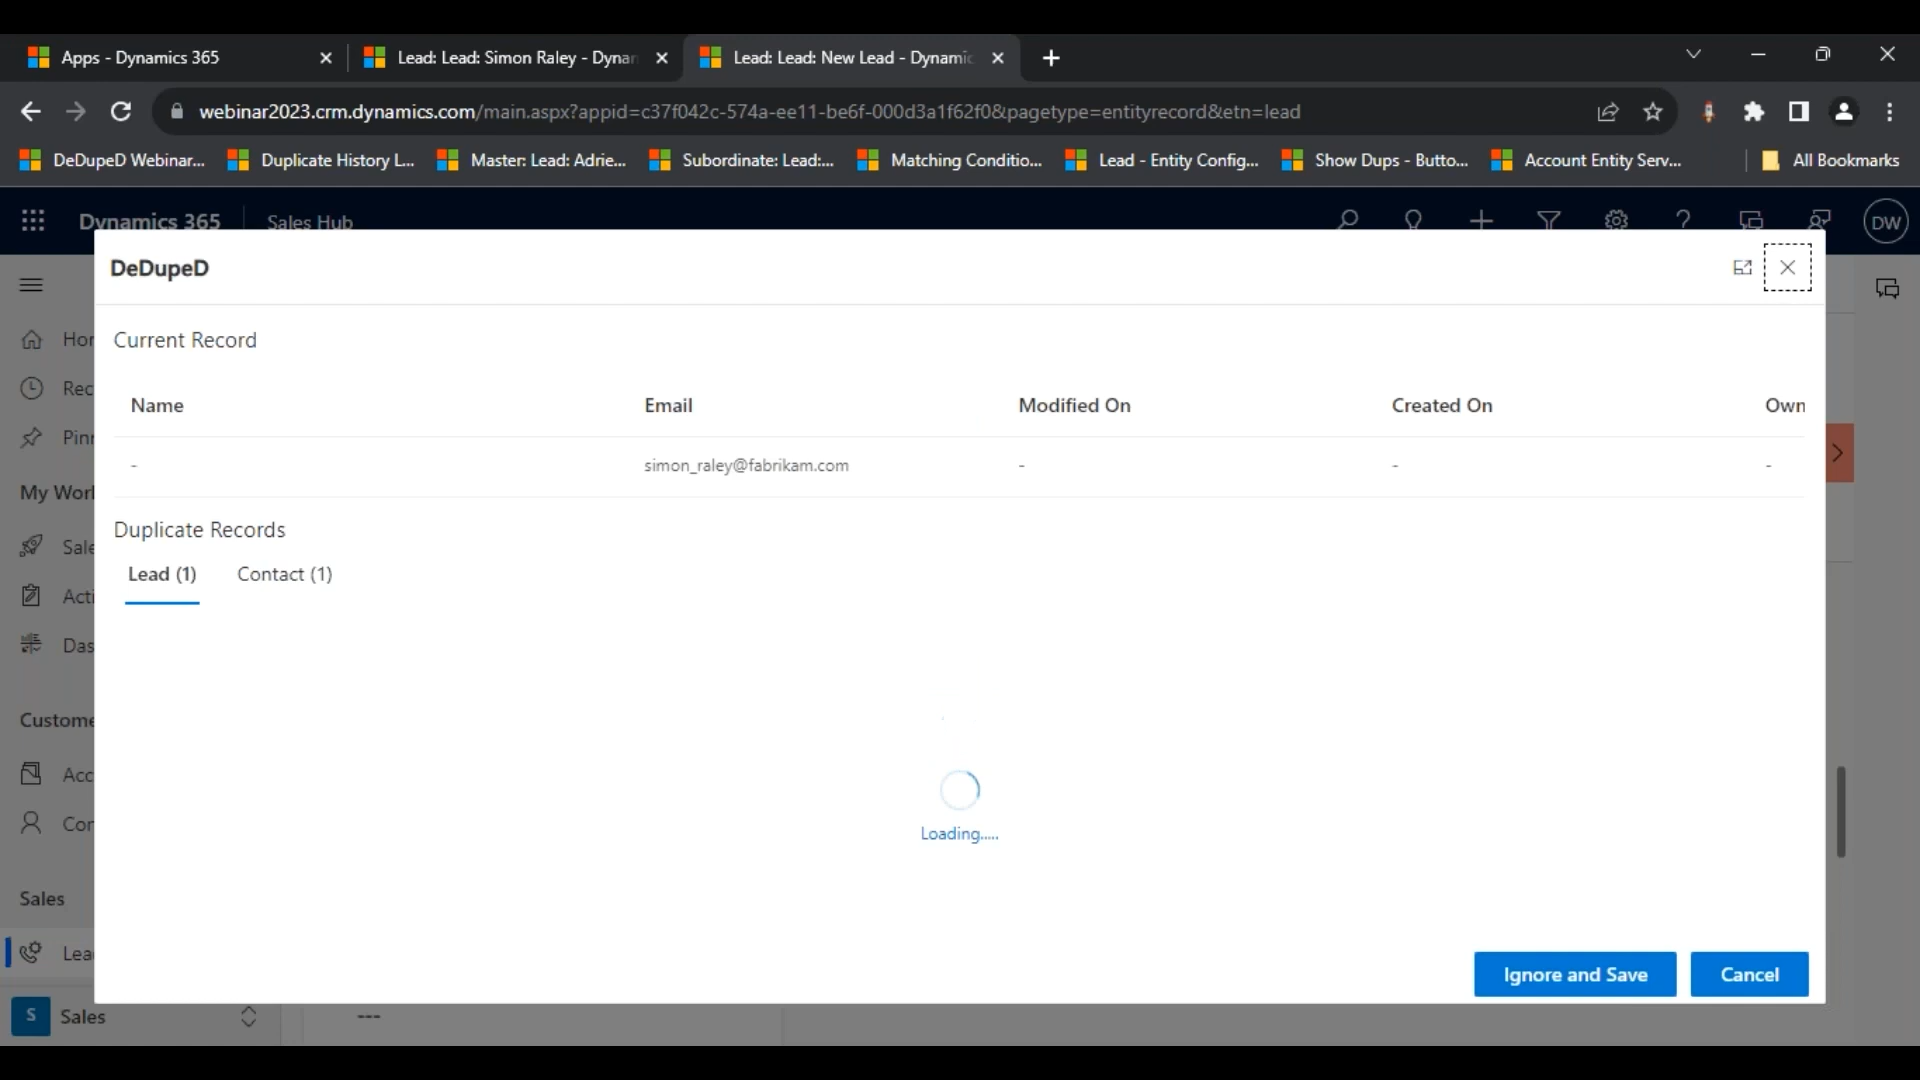 Apps - Dynamics 365
Lead: Lead: Simon Raley - Dynar
Lead: Lead: New Lead - Dynamic
webinar2023.crm.dynamics.com/main.aspx?appid=c37f042c-574a-ee11-be6f-000d3a1f62f0&pagetype=entityrecord&etn=lead
DeDupeD Webinar... Duplicate History L... Master: Lead: Adrie... Subordinate: Lead:... Matching Conditio... Lead - Entity Config... Show Dups - Butto... Account Entity Serv... All Bookmarks
Dynamics 365 Sales Hub DW
DeDupeD
Current Record
Name Email Modified On Created On Own
- simon_raley@fabrikam.com - - -
Duplicate Records
Lead (1) Contact (1)
Loading.....
Ignore and Save Cancel
Hor
Rec
Pinr
My Worl
Sale
Acti
Das
Custome
Acc
Cor
Sales
Lea
S Sales
---